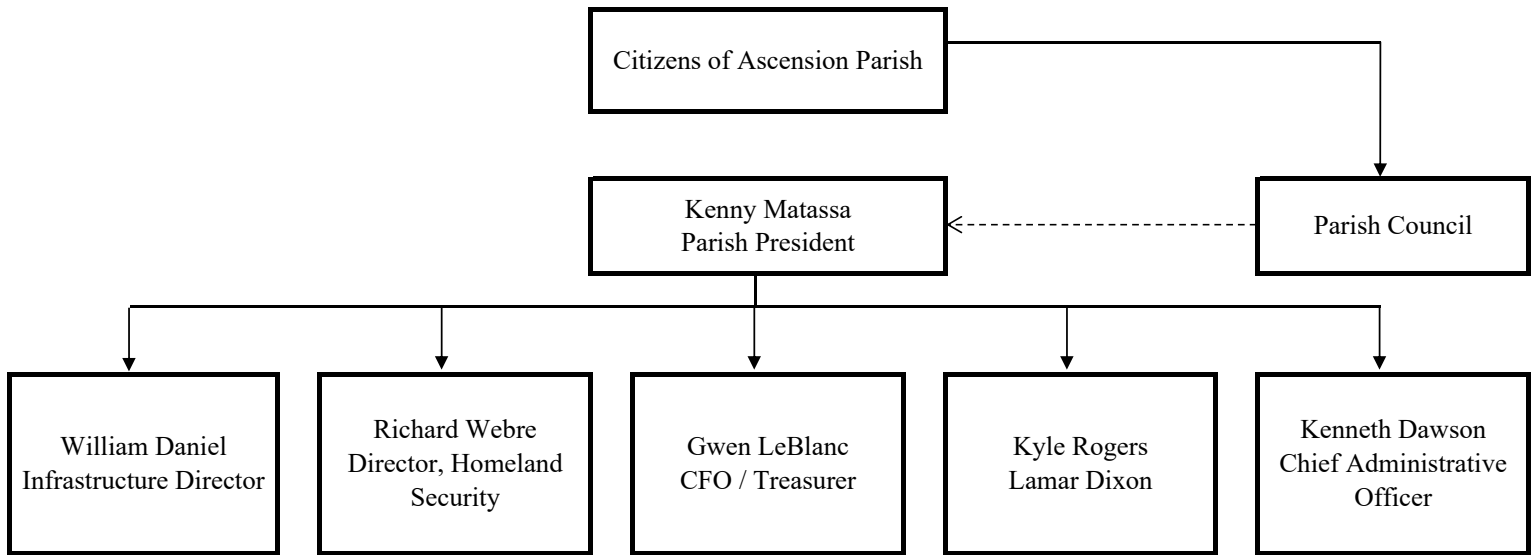 Citizens of Ascension Parish
Kenny Matassa
Parish President
Parish Council
William Daniel
Infrastructure Director
Richard Webre
Director, Homeland
Security
Gwen LeBlanc
CFO / Treasurer
Kyle Rogers
Lamar Dixon
Kenneth Dawson
Chief Administrative
Officer